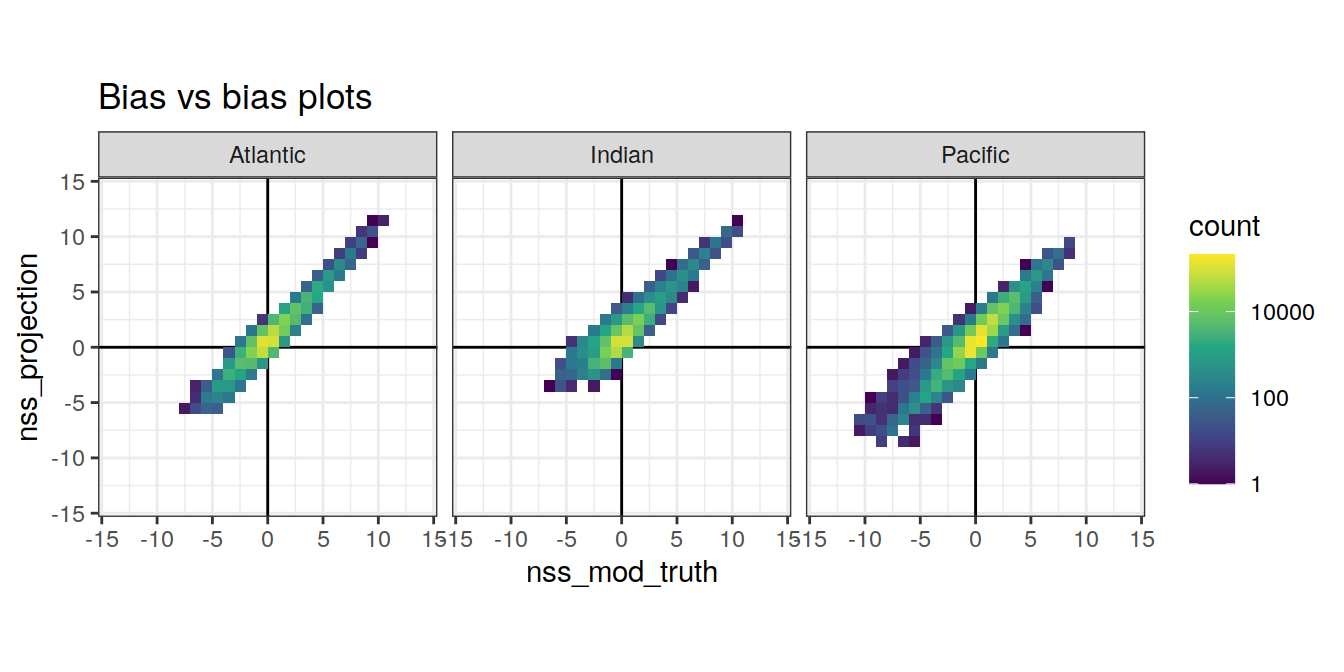 Bias vs bias plots
Atlantic Indian Pacific
count
15
10
5
0
-5
-10
-15
nss_projection
10000
100
1
-15 -10 -5 0 5 10 15 -15 -10 -5 0 5 10 15 -15 -10 -5 0 5 10 15
nss_mod_truth